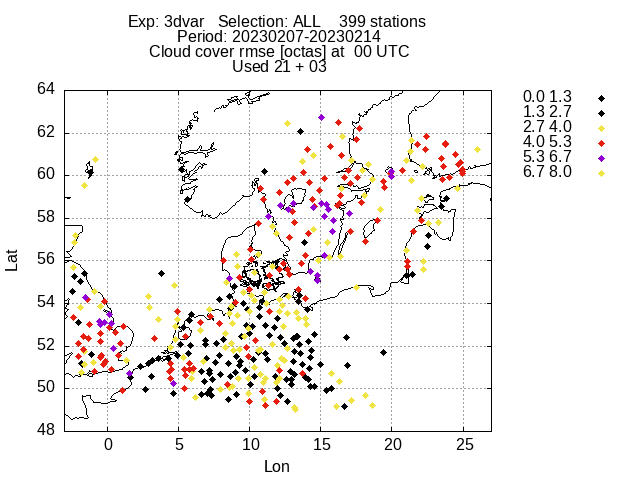 Exp: 3dvar   Selection: ALL    399 stations
Period: 20230207-20230214
Cloud cover rmse [octas] at  00 UTC
Used 21 + 03
0.0 1.3
1.3 2.7
2.7 4.0
4.0 5.3
5.3 6.7
6.7 8.0
64
62
60
58
56
54
52
50
48
Lat
0 5 10 15 20 25
Lon